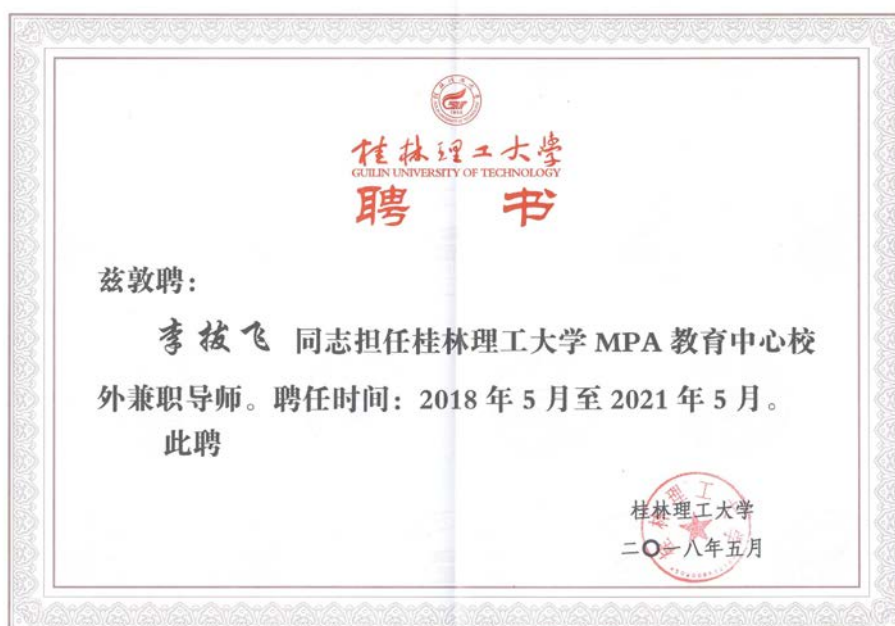 桂林理工大学
GUILIN UNIVERSITY OF TECHNOLOGY
聘 书
兹敦聘：
李拔飞 同志担任桂林理工大学 MPA 教育中心校
外兼职导师。聘任时间：2018 年 5 月至 2021 年 5 月。
此聘
桂林理工大学
二〇一八年五月